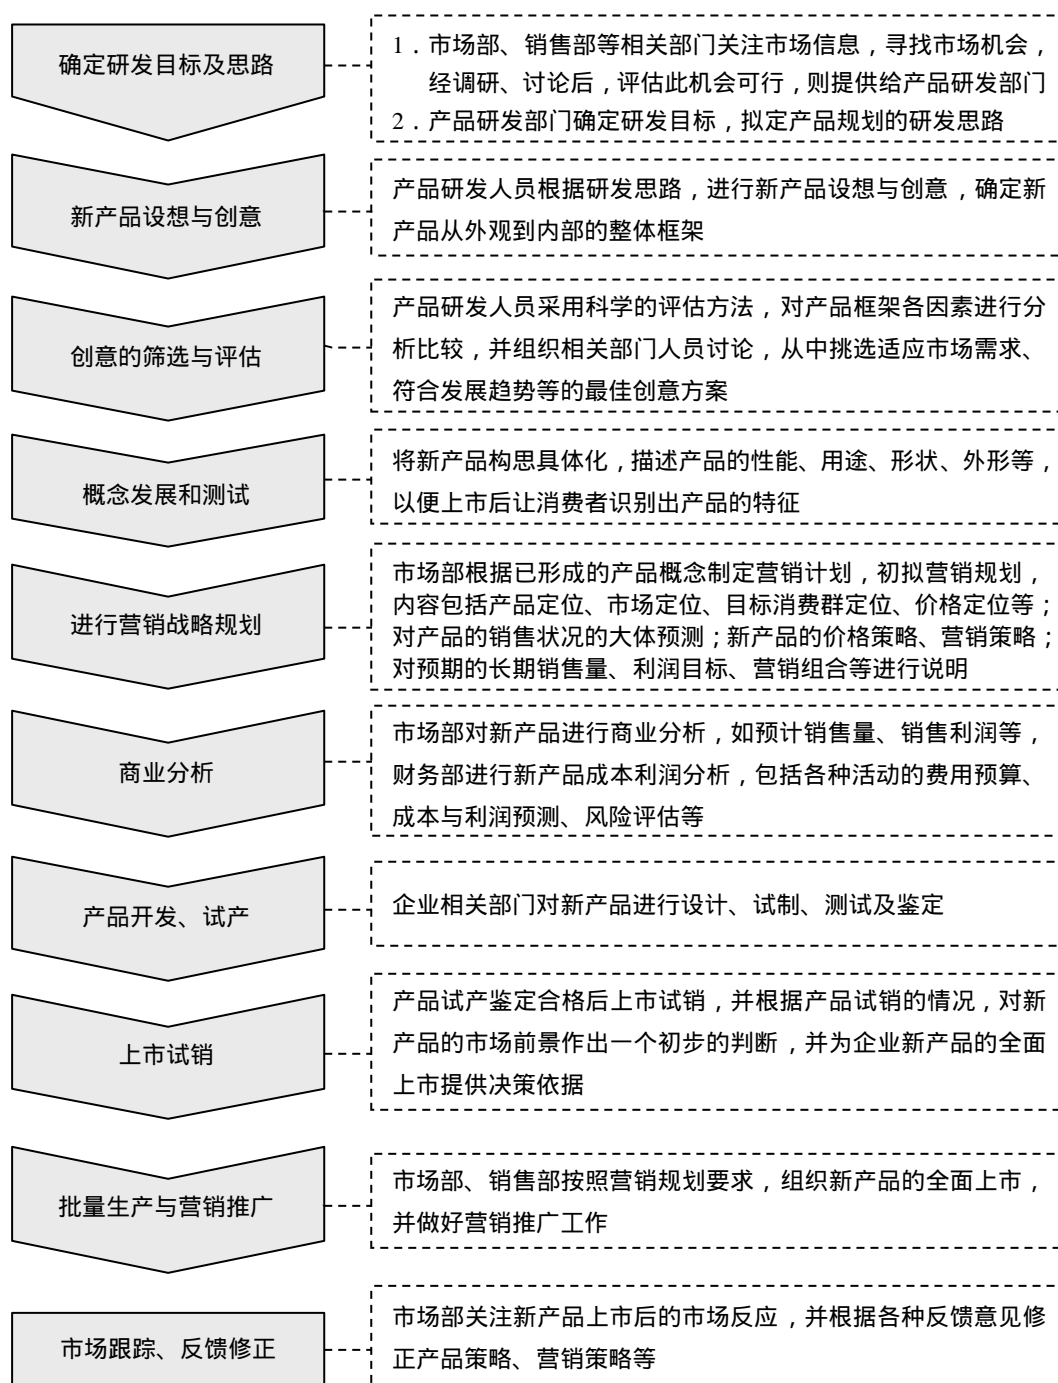 确定研发目标及思路
1．市场部、销售部等相关部门关注市场信息，寻找市场机会，
经调研、讨论后，评估此机会可行，则提供给产品研发部门
2．产品研发部门确定研发目标，拟定产品规划的研发思路
新产品设想与创意
产品研发人员根据研发思路，进行新产品设想与创意，确定新
产品从外观到内部的整体框架
创意的筛选与评估
产品研发人员采用科学的评估方法，对产品框架各因素进行分
析比较，并组织相关部门人员讨论，从中挑选适应市场需求、
符合发展趋势等的最佳创意方案
概念发展和测试
将新产品构思具体化，描述产品的性能、用途、形状、外形等，
以便上市后让消费者识别出产品的特征
进行营销战略规划
市场部根据已形成的产品概念制定营销计划，初拟营销规划，
内容包括产品定位、市场定位、目标消费群定位、价格定位等；
对产品的销售状况的大体预测；新产品的价格策略、营销策略；
对预期的长期销售量、利润目标、营销组合等进行说明
商业分析
市场部对新产品进行商业分析，如预计销售量、销售利润等，
财务部进行新产品成本利润分析，包括各种活动的费用预算、
成本与利润预测、风险评估等
产品开发、试产
企业相关部门对新产品进行设计、试制、测试及鉴定
上市试销
产品试产鉴定合格后上市试销，并根据产品试销的情况，对新
产品的市场前景作出一个初步的判断，并为企业新产品的全面
上市提供决策依据
批量生产与营销推广
市场部、销售部按照营销规划要求，组织新产品的全面上市，
并做好营销推广工作
市场跟踪、反馈修正
市场部关注新产品上市后的市场反应，并根据各种反馈意见修
正产品策略、营销策略等